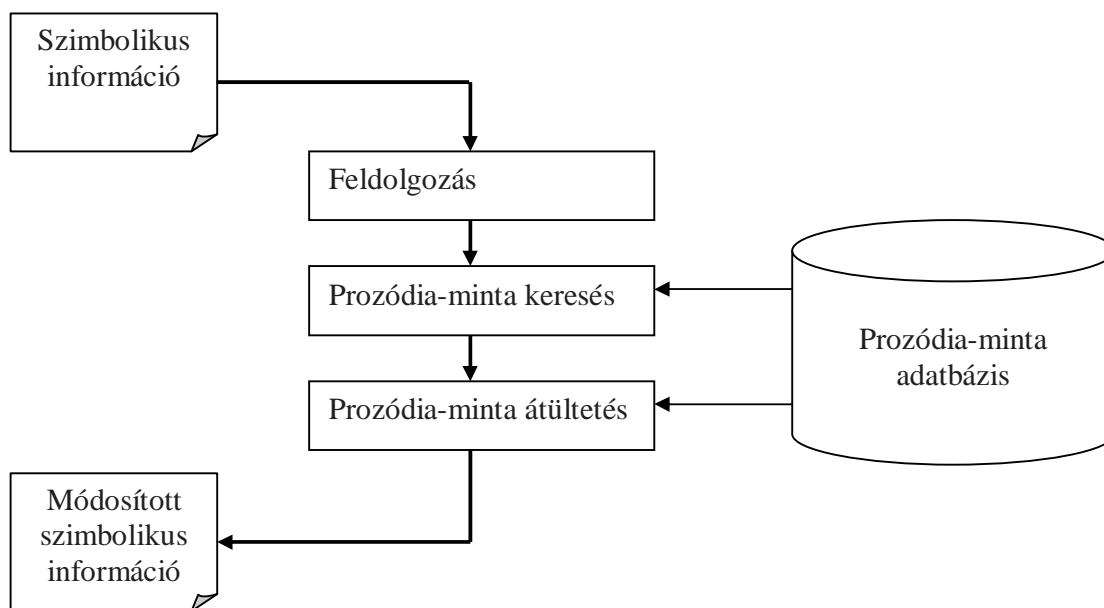 Szimbolikus
információ
Feldolgozás
Prozódia-minta keresés
Prozódia-minta
adatbázis
Prozódia-minta átültetés
Módosított
szimbolikus
információ